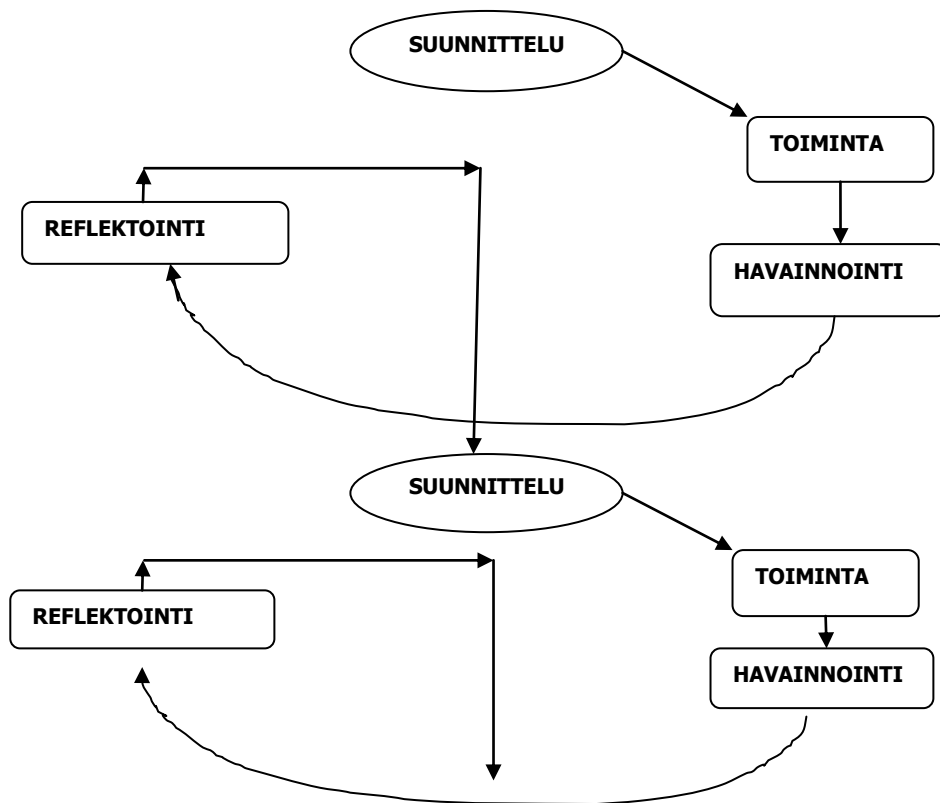 SUUNNITTELU
TOIMINTA
REFLEKTOINTI
HAVAINNOINTI
SUUNNITTELU
TOIMINTA
REFLEKTOINTI
HAVAINNOINTI